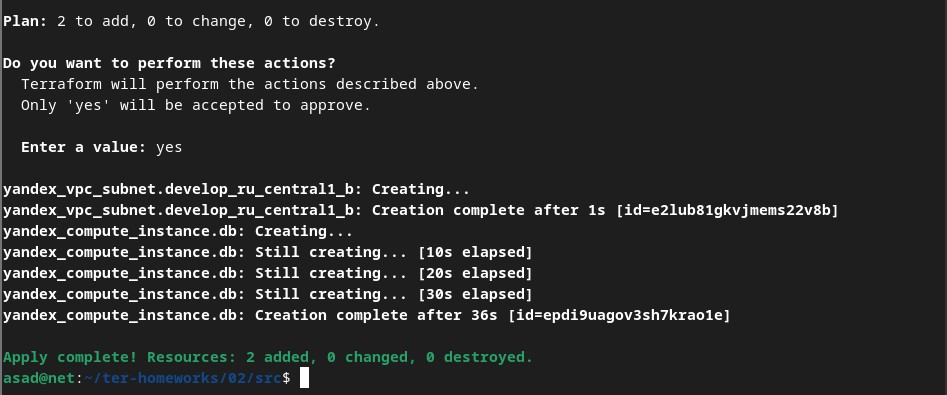 Plan: 2 to add, 0 to change, 0 to destroy.
Do you want to perform these actions?
Terraform will perform the actions described above.
Only 'yes' will be accepted to approve.
Enter a value: yes
yandex_vpc_subnet.develop_ru_central1_b: Creating...
yandex_vpc_subnet.develop_ru_central1_b: Creation complete after 1s [id=e2lub81gkvjmems22v8b]
yandex_compute_instance.db: Creating...
yandex_compute_instance.db: Still creating... [10s elapsed]
yandex_compute_instance.db: Still creating... [20s elapsed]
yandex_compute_instance.db: Still creating... [30s elapsed]
yandex_compute_instance.db: Creation complete after 36s [id=epdi9uagov3sh7krao1e]
Apply complete! Resources: 2 added, 0 changed, 0 destroyed.
asad@net:~/ter-homeworks/02/src$